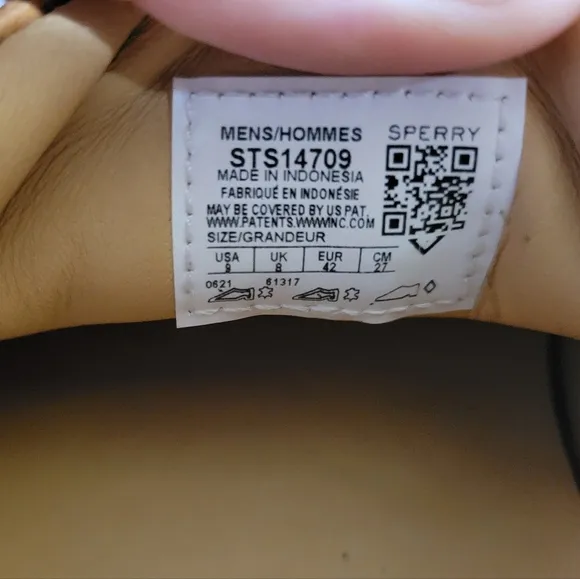 MENS/HOMMES SPERRY
STS14709
MADE IN INDONESIA
FABRIQUÉ EN INDONÉSIE
MAY BE COVERED BY US PAT.
WWW.PATENTS.WWWINC.COM
SIZE/GRANDEUR
USA UK EUR CM
9 8 42 27
0621 61317